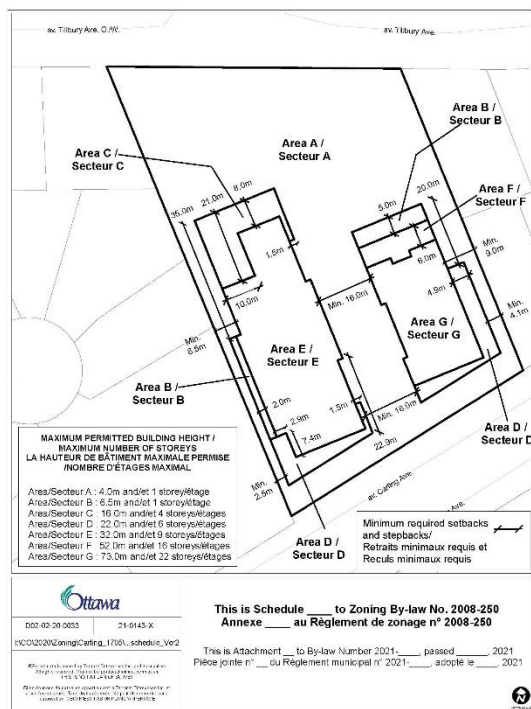 av. Tillbury Ave. O./W.
av. Tillbury Ave.
Area B /
Secteur B
Area A /
Secteur A
Area C /
Secteur C
Area F /
Secteur F
35.0m
21.0m
8.0m
5.0m
20.0m
1.5m
6.0m
Min.
9.0m
10.0m
Min. 16.0m
4.9m
Min.
4.1m
Min.
6.5m
Area E /
Secteur E
Area G /
Secteur G
Area B /
Secteur B
2.0m
1.5m
Min. 16.0m
2.9m
7.4m
22.9m
Area D /
Secteur D
Min.
2.5m
av. Carling Ave.
Area D /
Secteur D
MAXIMUM PERMITTED BUILDING HEIGHT /
MAXIMUM NUMBER OF STOREYS
LA HAUTEUR DE BÂTIMENT MAXIMALE PERMISE
/NOMBRE D'ÉTAGES MAXIMAL
Area/Secteur A : 4.0m and/et 1 storey/étage
Area/Secteur B : 6.5m and/et 1 storey/étage
Area/Secteur C : 16.0m and/et 4 storeys/étages
Area/Secteur D : 22.0m and/et 6 storeys/étages
Area/Secteur E : 32.0m and/et 9 storeys/étages
Area/Secteur F : 52.0m and/et 16 storeys/étages
Area/Secteur G : 73.0m and/et 22 storeys/étages
Minimum required setbacks
and stepbacks/
Retraits minimaux requis et
Reculs minimaux requis
Ottawa
D02-02-20-0033
21-0143-X
I:\CO\2020\Zoning\Carling_1705\...schedule_Ver2
This is Schedule ____ to Zoning By-law No. 2008-250
Annexe ____ au Règlement de zonage n° 2008-250
This is Attachment __ to By-law Number 2021-____, passed ______, 2021
Pièce jointe n° __ du Règlement municipal n° 2021-____, adopté le _____, 2021